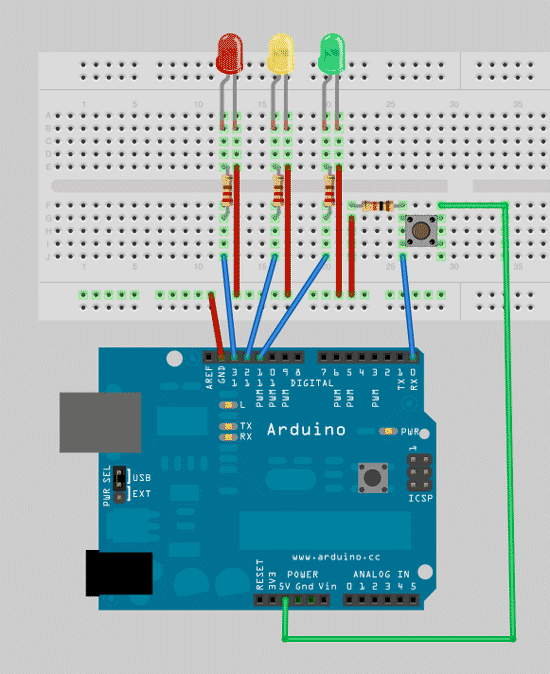 1 5 10 15 20 25 30 35
A
B
C
D
E
F
G
H
I
J
1 5 10 15 20 25 30 35
AREF
GND
13
12
11
10
9
8
7
6
5
4
3
2
1
0
PWM
PWM
PWM
PWM
PWM
PWM
TX
RX
DIGITAL
L
TX
RX
Arduino
PWR
1
ICSP
PWR SEL
USB
EXT
www.arduino.cc
RESET
3V3
POWER
5V Gnd Vin
ANALOG IN
0 1 2 3 4 5